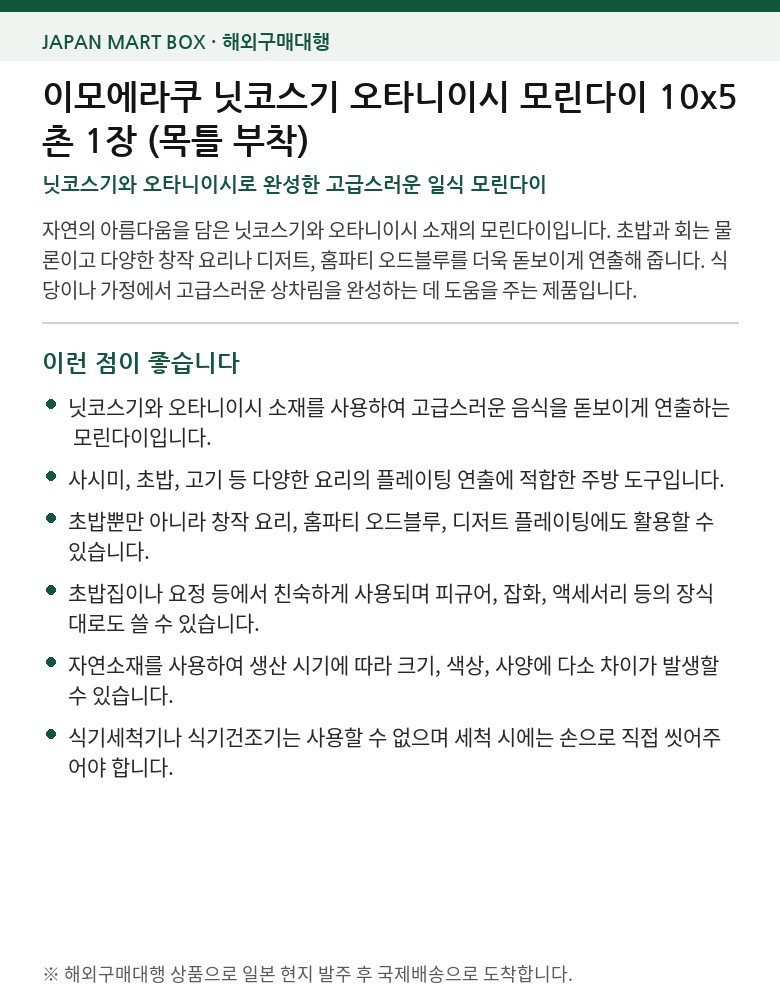 JAPAN MART BOX · 해외구매대행
이모에라쿠 닛코스기 오타니이시 모린다이 10x5
촌 1장 (목틀 부착)
닛코스기와 오타니이시로 완성한 고급스러운 일식 모린다이
자연의 아름다움을 담은 닛코스기와 오타니이시 소재의 모린다이입니다. 초밥과 회는 물
론이고 다양한 창작 요리나 디저트, 홈파티 오드블루를 더욱 돋보이게 연출해 줍니다. 식
당이나 가정에서 고급스러운 상차림을 완성하는 데 도움을 주는 제품입니다.
이런 점이 좋습니다
● 닛코스기와 오타니이시 소재를 사용하여 고급스러운 음식을 돋보이게 연출하는
모린다이입니다.
● 사시미, 초밥, 고기 등 다양한 요리의 플레이팅 연출에 적합한 주방 도구입니다.
● 초밥뿐만 아니라 창작 요리, 홈파티 오드블루, 디저트 플레이팅에도 활용할 수
있습니다.
● 초밥집이나 요정 등에서 친숙하게 사용되며 피규어, 잡화, 액세서리 등의 장식
대로도 쓸 수 있습니다.
● 자연소재를 사용하여 생산 시기에 따라 크기, 색상, 사양에 다소 차이가 발생할
수 있습니다.
● 식기세척기나 식기건조기는 사용할 수 없으며 세척 시에는 손으로 직접 씻어주
어야 합니다.
※ 해외구매대행 상품으로 일본 현지 발주 후 국제배송으로 도착합니다.